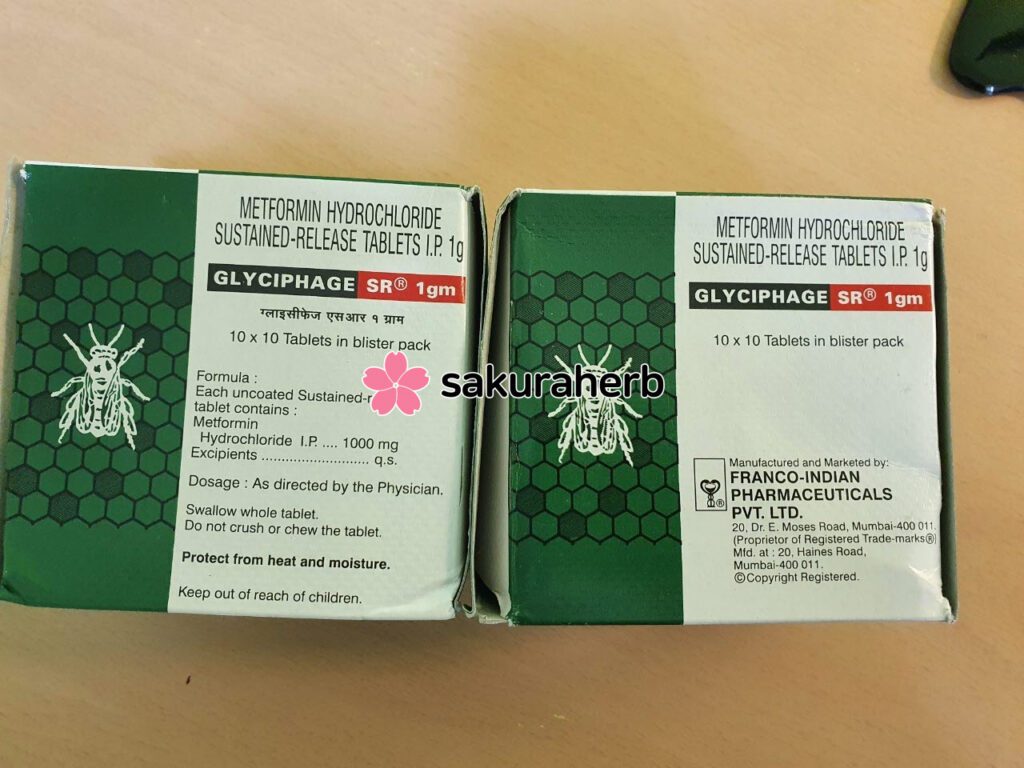 METFORMIN HYDROCHLORIDE
SUSTAINED-RELEASE TABLETS I.P. 1g
GLYCIPHAGE SR® 1gm
ग्लाइसीफेज एसआर १ ग्राम
10 x 10 Tablets in blister pack
Formula :
Each uncoated Sustained-r
tablet contains :
Metformin
Hydrochloride I.P. .... 1000 mg
Excipients ........................... q.s.
Dosage : As directed by the Physician.
Swallow whole tablet.
Do not crush or chew the tablet.
Protect from heat and moisture.
Keep out of reach of children.
sakuraherb
METFORMIN HYDROCHLORIDE
SUSTAINED-RELEASE TABLETS I.P. 1g
GLYCIPHAGE SR® 1gm
10 x 10 Tablets in blister pack
Manufactured and Marketed by:
FRANCO-INDIAN
PHARMACEUTICALS
PVT. LTD.
20, Dr. E. Moses Road, Mumbai-400 011.
(Proprietor of Registered Trade-marks®)
Mfd. at : 20, Haines Road,
Mumbai-400 011.
©Copyright Registered.